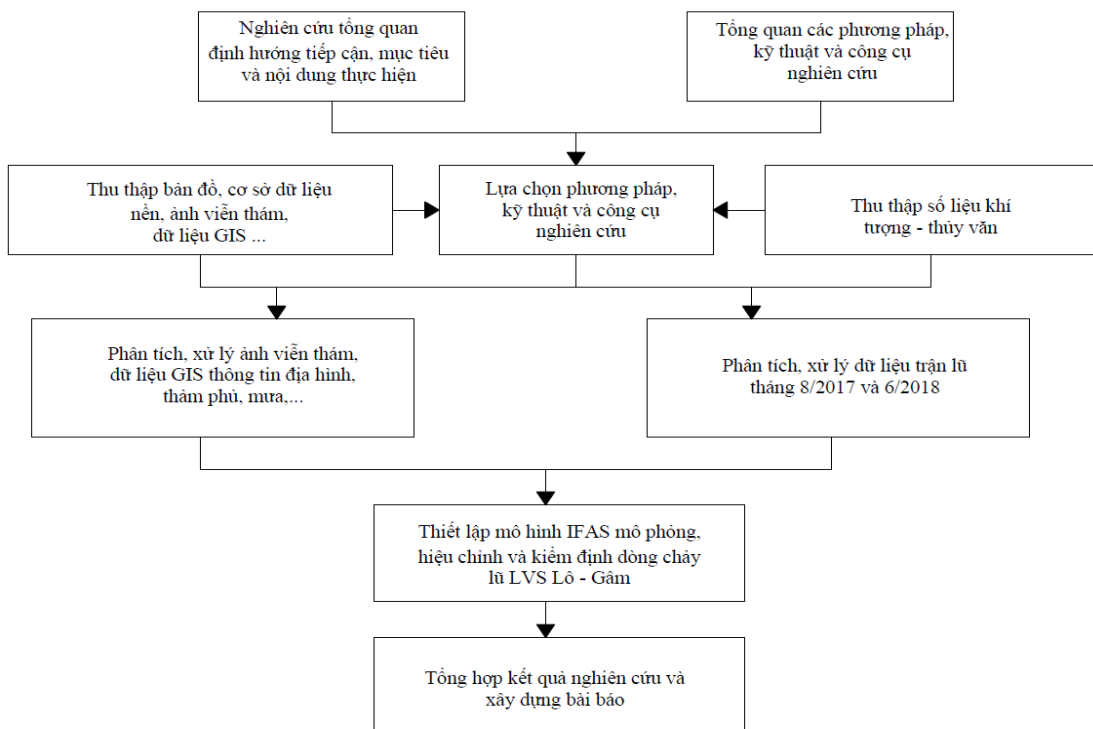 Nghiên cứu tổng quan
định hướng tiếp cận, mục tiêu
và nội dung thực hiện
Tổng quan các phương pháp,
kỹ thuật và công cụ
nghiên cứu
Thu thập bản đồ, cơ sở dữ liệu
nền, ảnh viễn thám,
dữ liệu GIS ...
Lựa chọn phương pháp,
kỹ thuật và công cụ
nghiên cứu
Thu thập số liệu khí
tượng - thủy văn
Phân tích, xử lý ảnh viễn thám,
dữ liệu GIS thông tin địa hình,
thảm phủ, mưa,...
Phân tích, xử lý dữ liệu trận lũ
tháng 8/2017 và 6/2018
Thiết lập mô hình IFAS mô phỏng,
hiệu chỉnh và kiểm định dòng chảy
lũ LVS Lô - Gâm
Tổng hợp kết quả nghiên cứu và
xây dựng bài báo